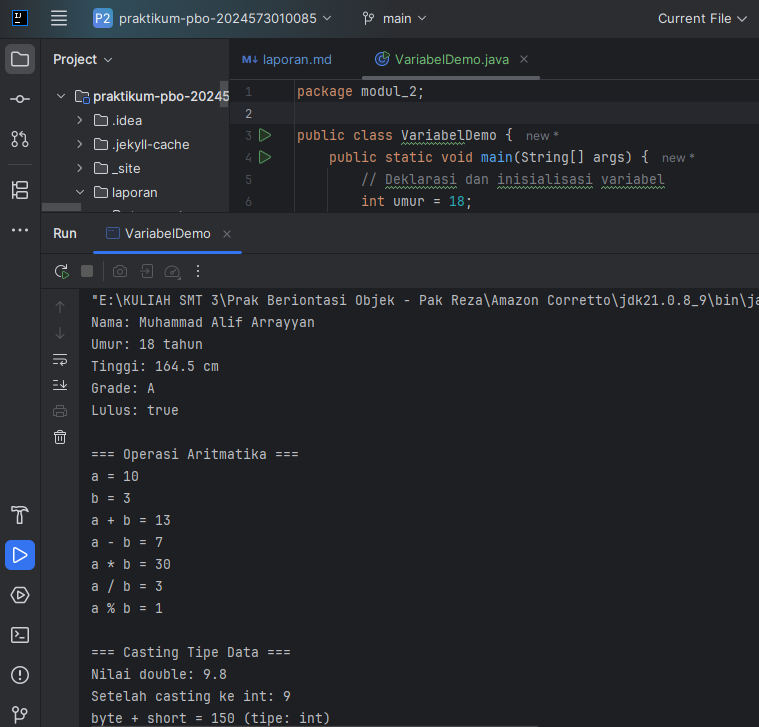 P2 praktikum-pbo-2024573010085 main Current File
Project
laporan.md VariabelDemo.java
praktikum-pbo-20245
.idea
.jekyll-cache
_site
laporan
1 package modul_2;
2
3 public class VariabelDemo { new *
4 public static void main(String[] args) { new *
5 // Deklarasi dan inisialisasi variabel
6 int umur = 18;
Run VariabelDemo
"E:\KULIAH SMT 3\Prak Beriontasi Objek - Pak Reza\Amazon Corretto\jdk21.0.8_9\bin\ja
Nama: Muhammad Alif Arrayyan
Umur: 18 tahun
Tinggi: 164.5 cm
Grade: A
Lulus: true
=== Operasi Aritmatika ===
a = 10
b = 3
a + b = 13
a - b = 7
a * b = 30
a / b = 3
a % b = 1
=== Casting Tipe Data ===
Nilai double: 9.8
Setelah casting ke int: 9
byte + short = 150 (tipe: int)